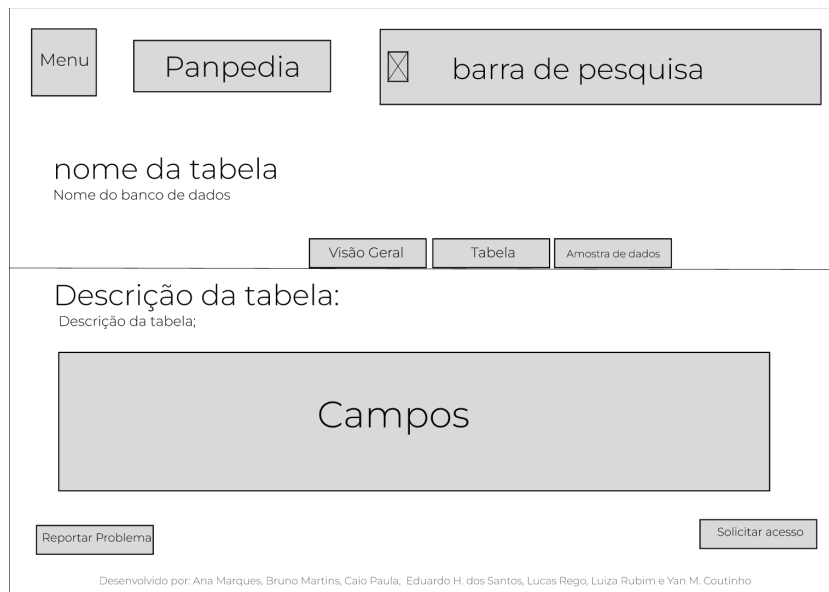 Menu
Panpedia
barra de pesquisa
nome da tabela
Nome do banco de dados
Visão Geral
Tabela
Amostra de dados
Descrição da tabela:
Descrição da tabela;
Campos
Reportar Problema
Solicitar acesso
Desenvolvido por: Ana Marques, Bruno Martins, Caio Paula, Eduardo H. dos Santos, Lucas Rego, Luiza Rubim e Yan M. Coutinho